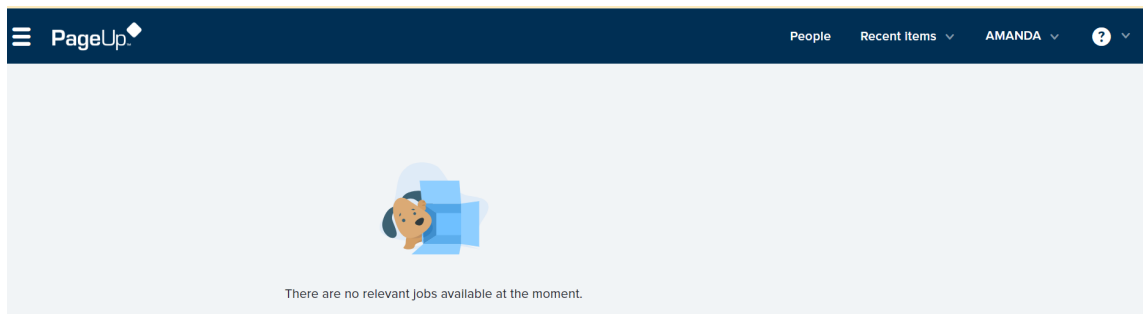 PageUp
People
Recent Items
AMANDA
?
There are no relevant jobs available at the moment.